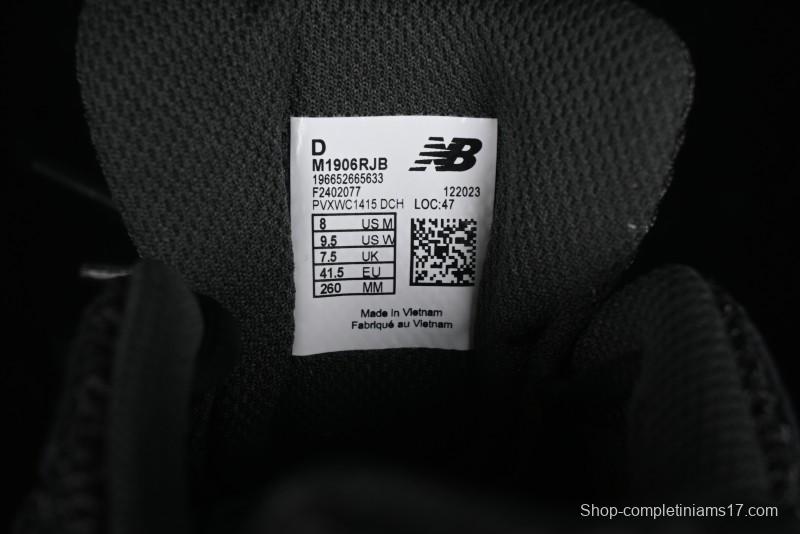 D
M1906RJB
196652665633
F2402077 122023
PVXWC1415 DCH LOC:47
8 US M
9.5 US W
7.5 UK
41.5 EU
260 MM
NB
Made in Vietnam
Fabriqué au Vietnam
Shop-completiniams17.com